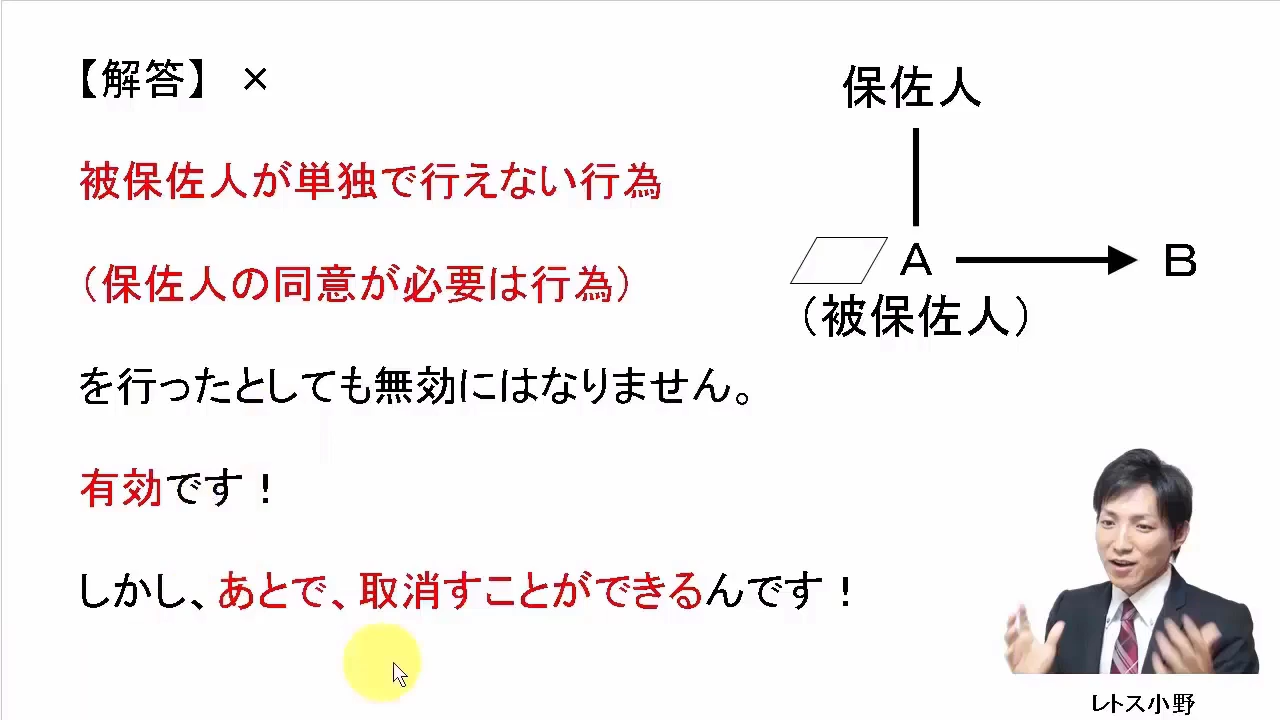 【解答】 ×
被保佐人が単独で行えない行為
（保佐人の同意が必要は行為）
を行ったとしても無効にはなりません。
有効です！
しかし、あとで、取消すことができるんです！
保佐人
A
B
（被保佐人）
レトス小野